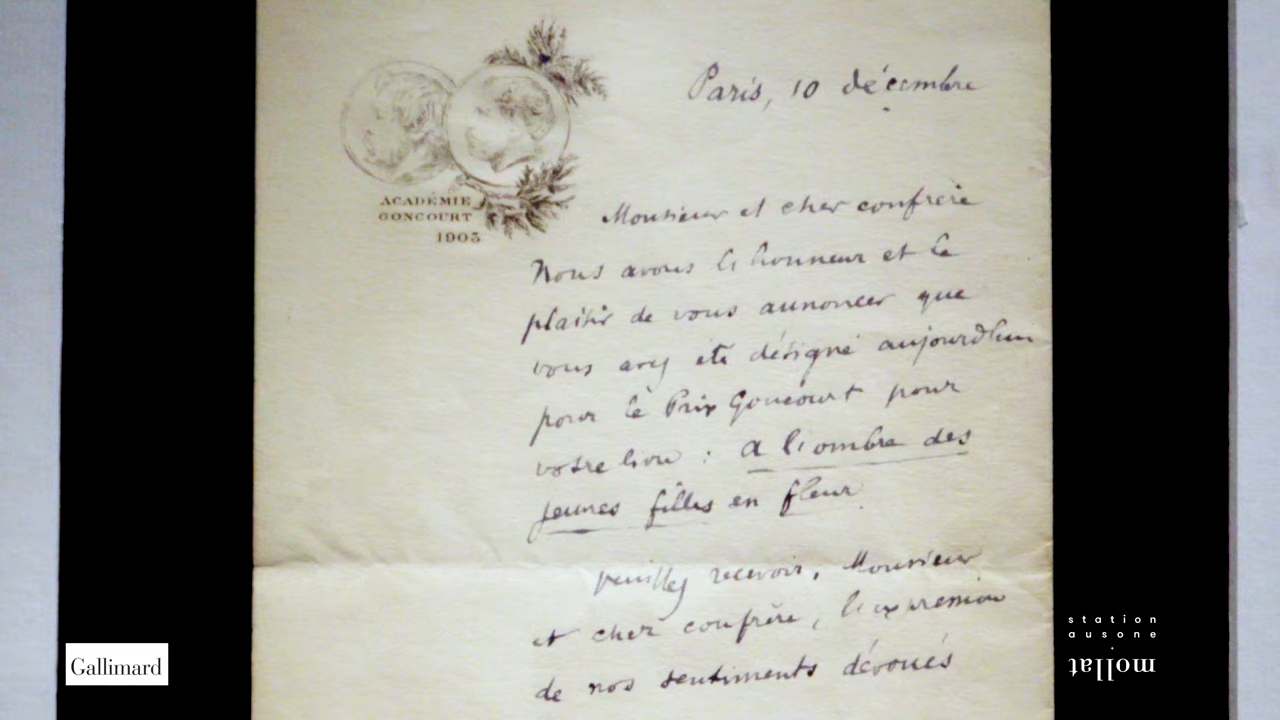 ACADÉMIE
GONCOURT
1903
Paris, 10 décembre
Monsieur et cher confrère
Nous avons l'honneur et le
plaisir de vous annoncer que
vous avez été désigné aujourd'hui
pour le Prix Goncourt pour
votre livre : A l'ombre des
jeunes filles en fleur
Veuillez recevoir, Monsieur
et cher confrère, l'expression
de nos sentiments dévoués
Gallimard
station
ausone
mollat